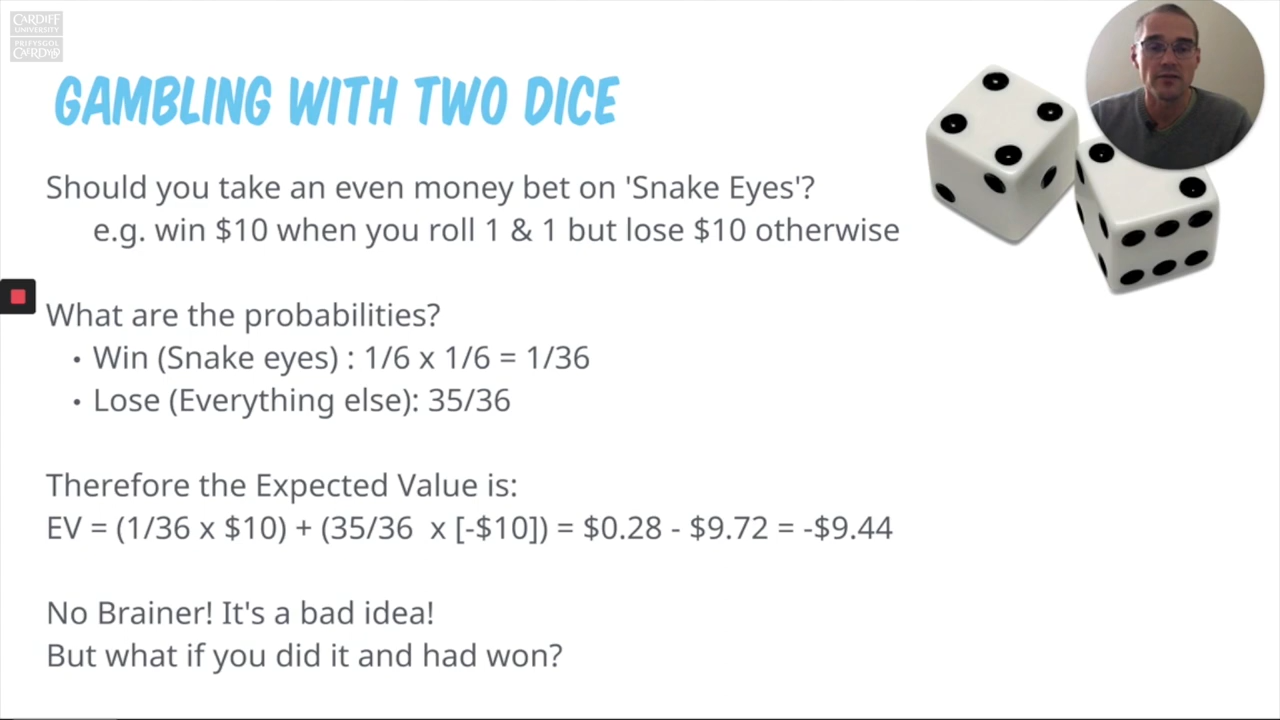 CARDIFF
UNIVERSITY
PRIFYSGOL
CAERDYDD
GAMBLING WITH TWO DICE
Should you take an even money bet on 'Snake Eyes'?
e.g. win $10 when you roll 1 & 1 but lose $10 otherwise
What are the probabilities?
• Win (Snake eyes) : 1/6 x 1/6 = 1/36
• Lose (Everything else): 35/36
Therefore the Expected Value is:
EV = (1/36 x $10) + (35/36 x [-$10]) = $0.28 - $9.72 = -$9.44
No Brainer! It's a bad idea!
But what if you did it and had won?